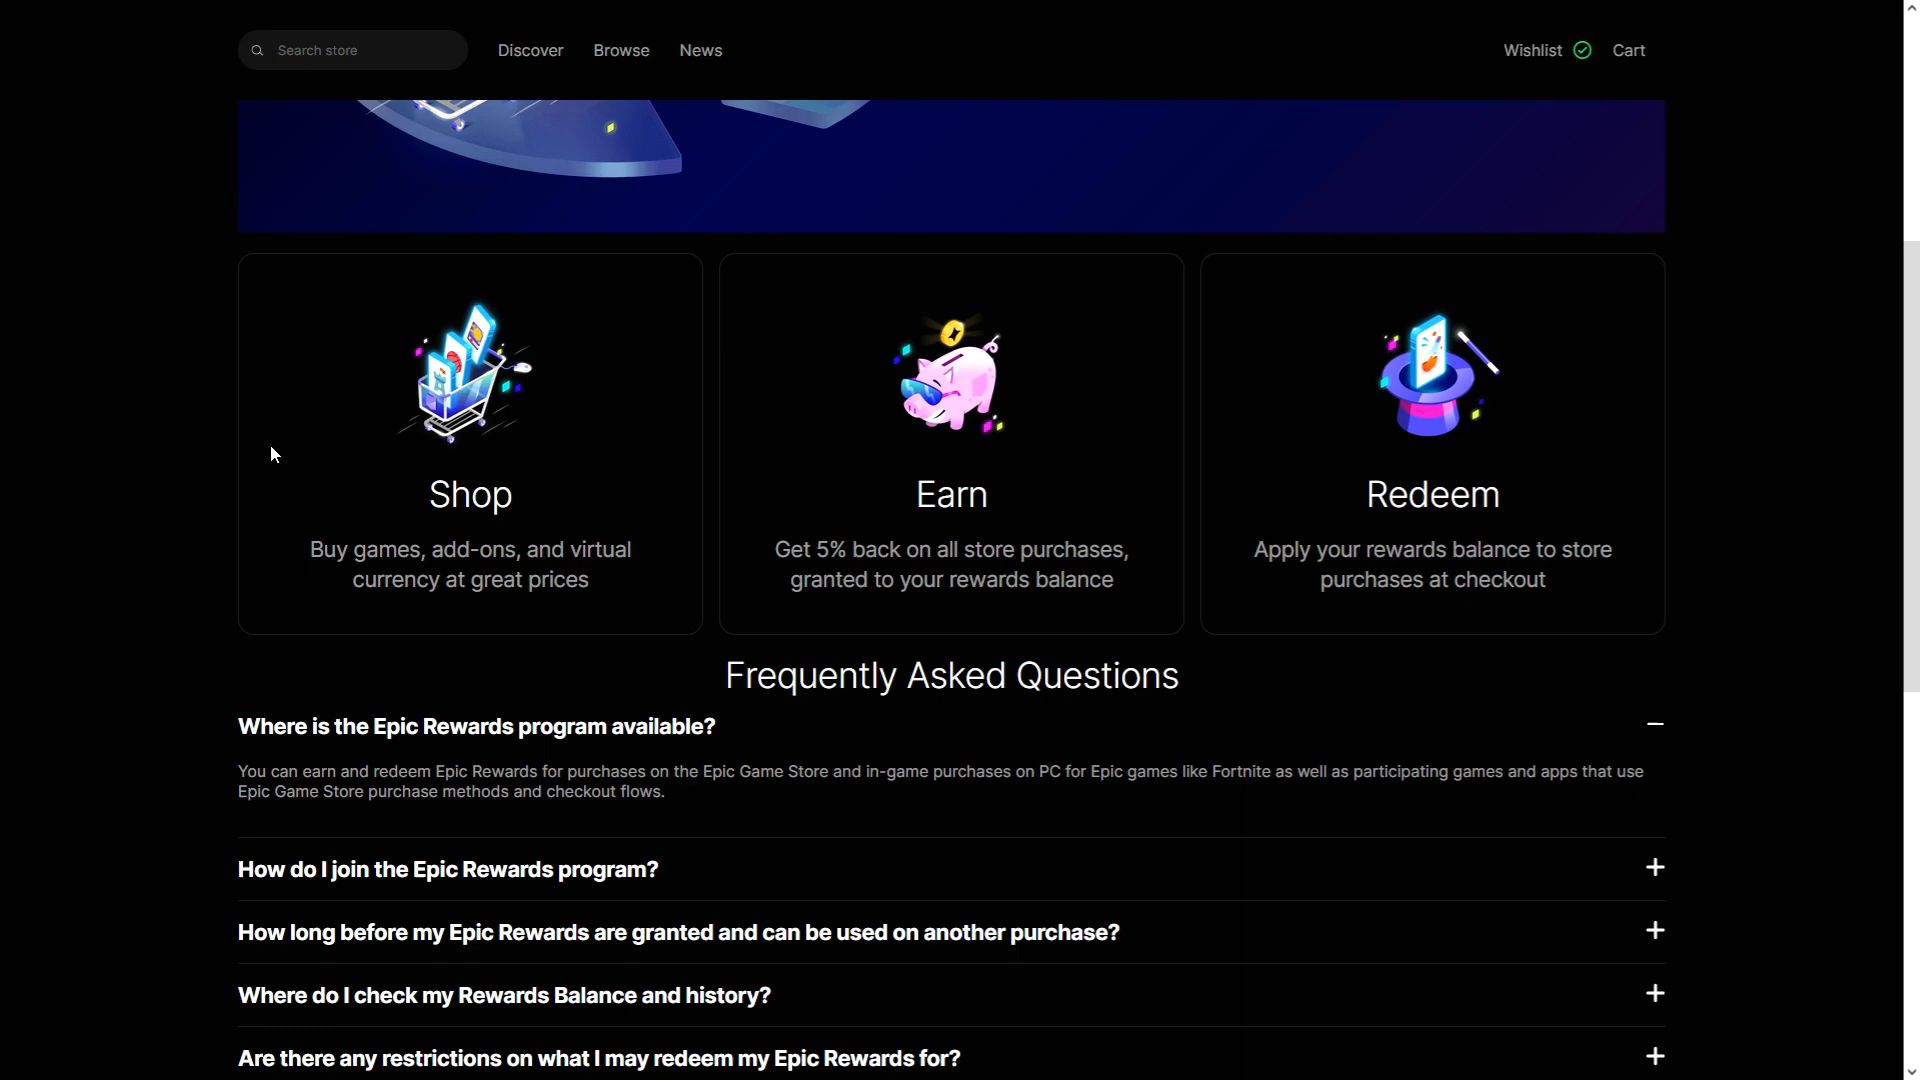 Search store
Discover
Browse
News
Wishlist
Cart
Shop
Buy games, add-ons, and virtual
currency at great prices
Earn
Get 5% back on all store purchases,
granted to your rewards balance
Redeem
Apply your rewards balance to store
purchases at checkout
Frequently Asked Questions
Where is the Epic Rewards program available?
You can earn and redeem Epic Rewards for purchases on the Epic Game Store and in-game purchases on PC for Epic games like Fortnite as well as participating games and apps that use
Epic Game Store purchase methods and checkout flows.
How do I join the Epic Rewards program?
How long before my Epic Rewards are granted and can be used on another purchase?
Where do I check my Rewards Balance and history?
Are there any restrictions on what I may redeem my Epic Rewards for?